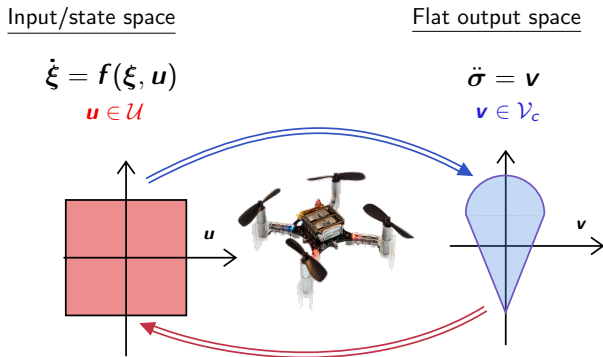 Input/state space
Flat output space
ξ̇ = f(ξ, u)
u ∈ 𝒰
σ̈ = v
v ∈ 𝒱c
u
v